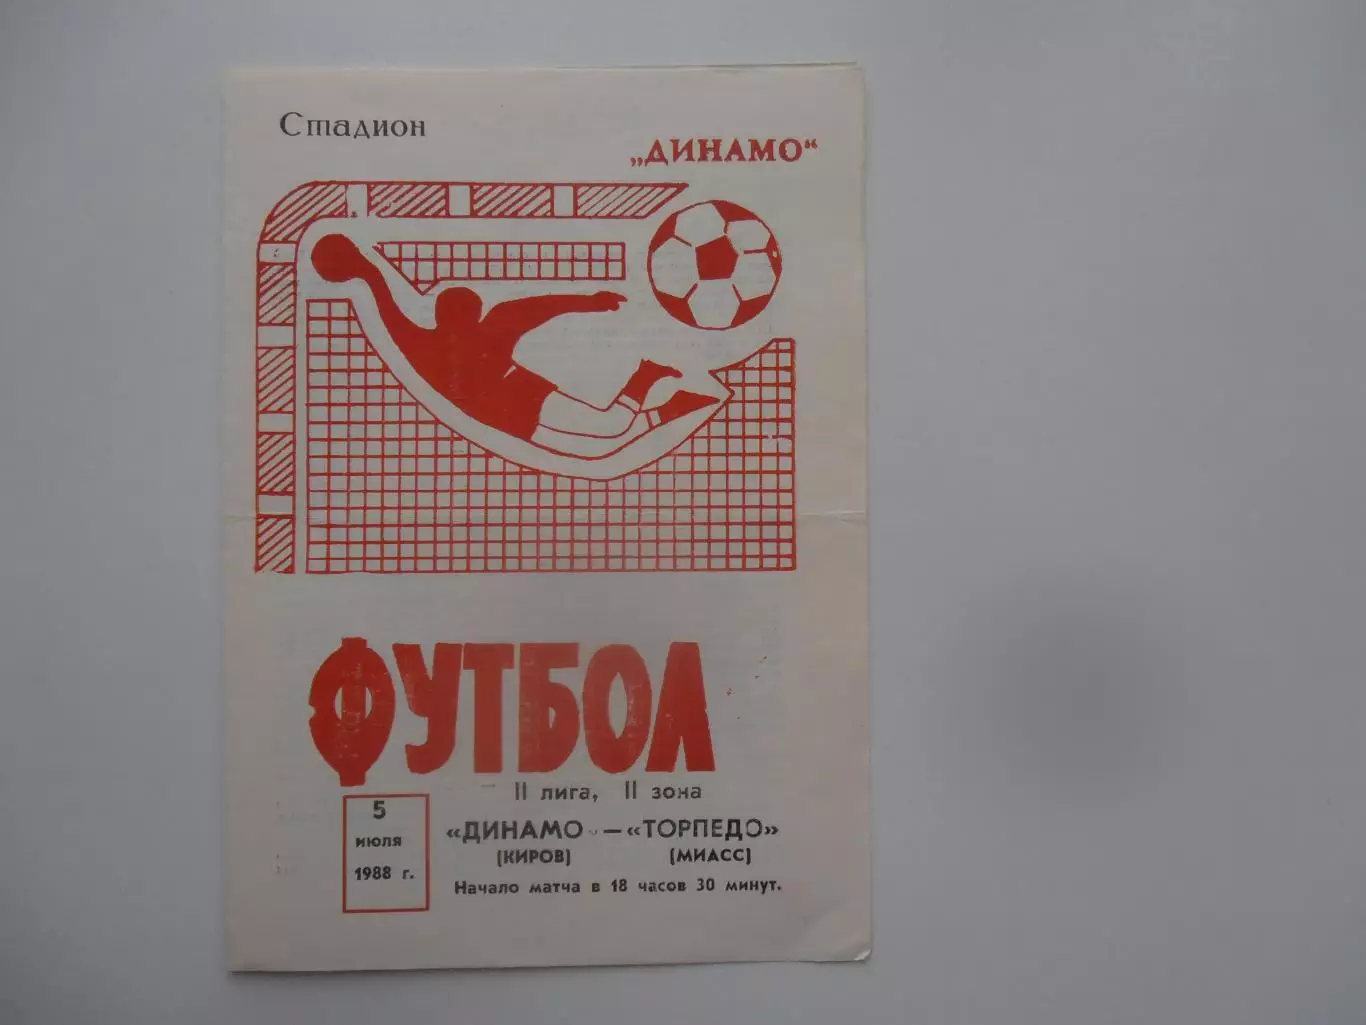 Стадион
„ДИНАМО“
ФУТБОЛ
II лига, II зона
5
июля
1988 г.
«ДИНАМО» — «ТОРПЕДО»
(КИРОВ) (МИАСС)
Начало матча в 18 часов 30 минут.